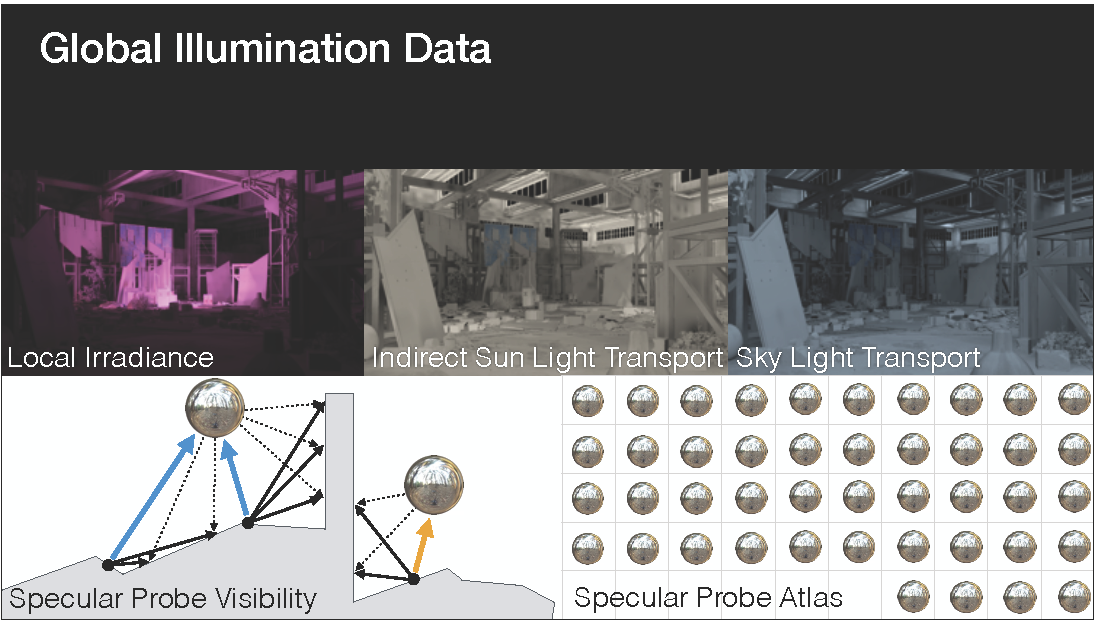 Global Illumination Data
Local Irradiance
Indirect Sun Light Transport
Sky Light Transport
Specular Probe Visibility
Specular Probe Atlas